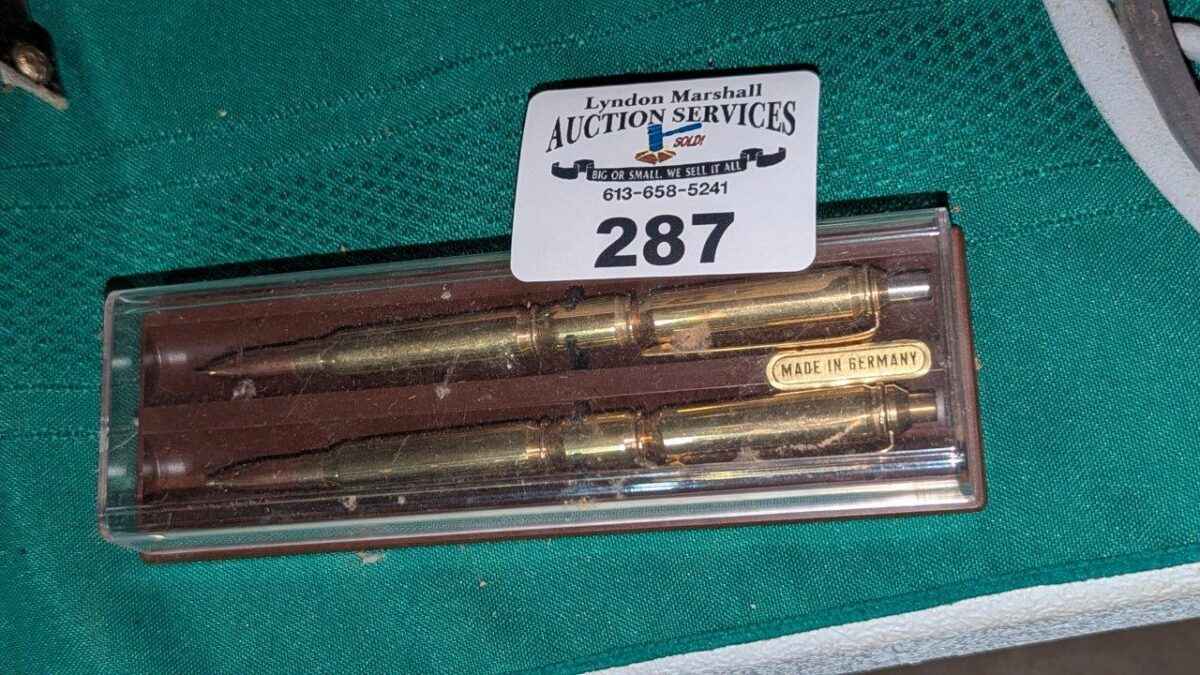 Lyndon Marshall
AUCTION SERVICES
SOLD!
BIG OR SMALL, WE SELL IT ALL
613-658-5241
287
MADE IN GERMANY